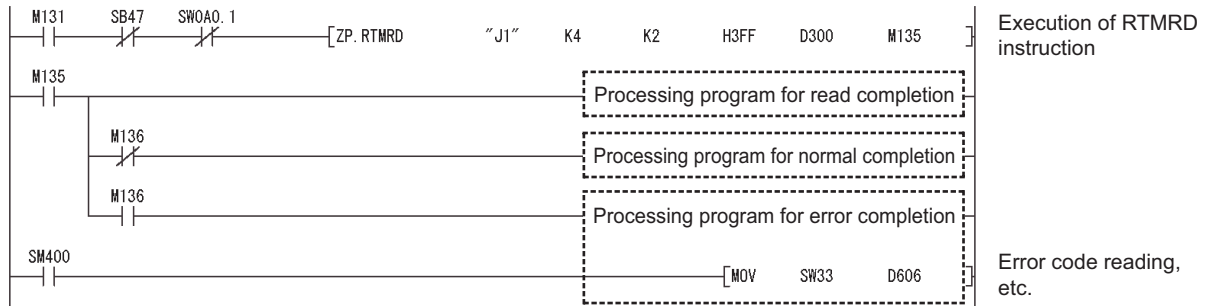 M131 SB47 SW0A0.1
ZP.RTMRD "J1" K4 K2 H3FF D300 M135
Execution of RTMRD
instruction
M135
Processing program for read completion
M136
Processing program for normal completion
M136
Processing program for error completion
SM400
MOV SW33 D606
Error code reading,
etc.